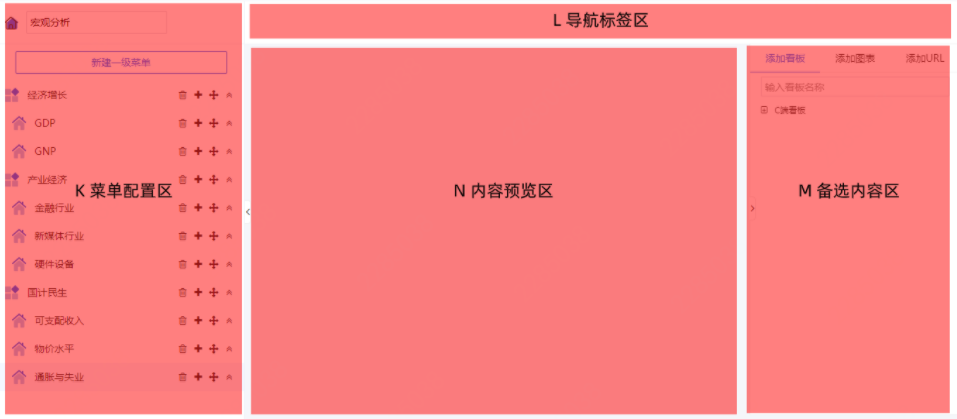 宏观分析
L 导航标签区
新建一级菜单
添加看板 添加图表 添加URL
输入看板名称
C端看板
经济增长
GDP
GNP
产业经济
K 菜单配置区
N 内容预览区
M 备选内容区
金融行业
新媒体行业
硬件设备
国计民生
可支配收入
物价水平
通胀与失业